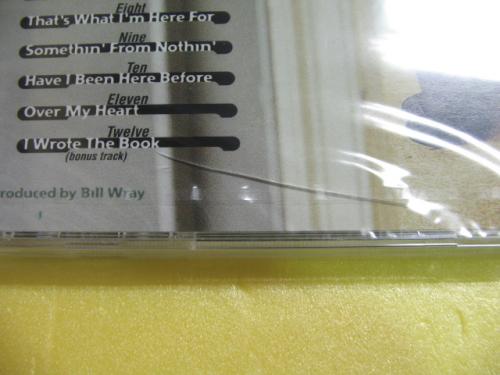 Eight
That's What I'm Here For
Nine
Somethin' From Nothin'
Ten
Have I Been Here Before
Eleven
Over My Heart
Twelve
I Wrote The Book
(bonus track)
roduced by Bill Wray